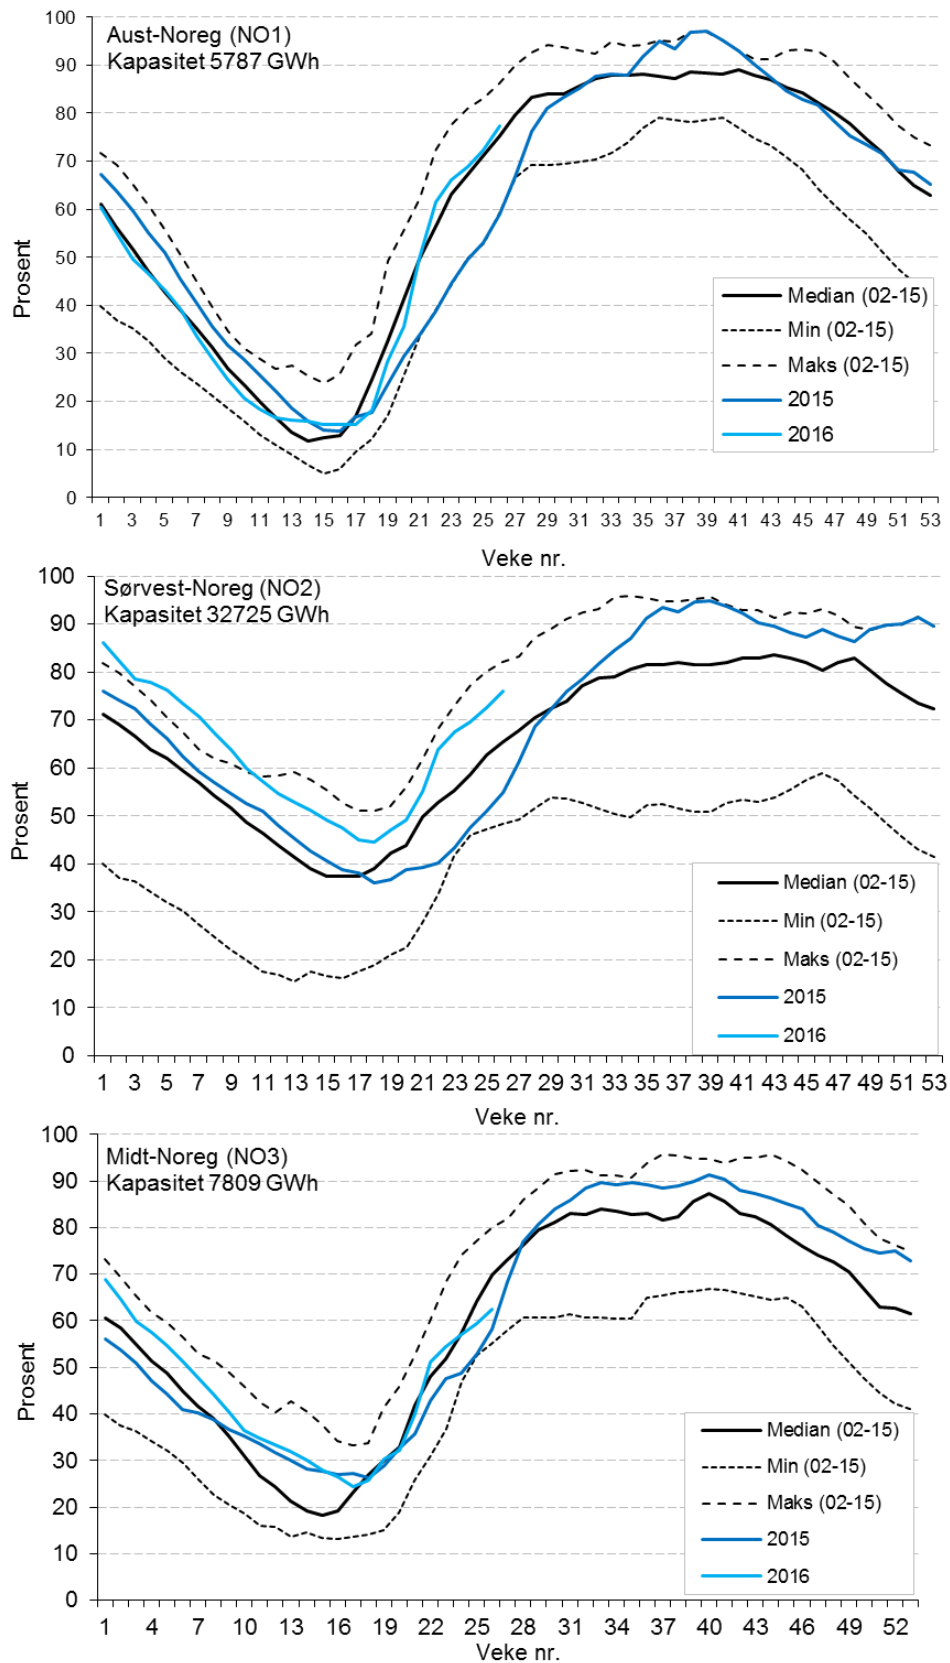 Aust-Noreg (NO1)
Kapasitet 5787 GWh
100
90
80
70
60
50
40
30
20
10
0
Prosent
Median (02-15)
Min (02-15)
Maks (02-15)
2015
2016
1 3 5 7 9 11 13 15 17 19 21 23 25 27 29 31 33 35 37 39 41 43 45 47 49 51 53
Veke nr.
Sørvest-Noreg (NO2)
Kapasitet 32725 GWh
100
90
80
70
60
50
40
30
20
10
0
Prosent
Median (02-15)
Min (02-15)
Maks (02-15)
2015
2016
1 3 5 7 9 11 13 15 17 19 21 23 25 27 29 31 33 35 37 39 41 43 45 47 49 51 53
Veke nr.
Midt-Noreg (NO3)
Kapasitet 7809 GWh
100
90
80
70
60
50
40
30
20
10
0
Prosent
Median (02-15)
Min (02-15)
Maks (02-15)
2015
2016
1 4 7 10 13 16 19 22 25 28 31 34 37 40 43 46 49 52
Veke nr.